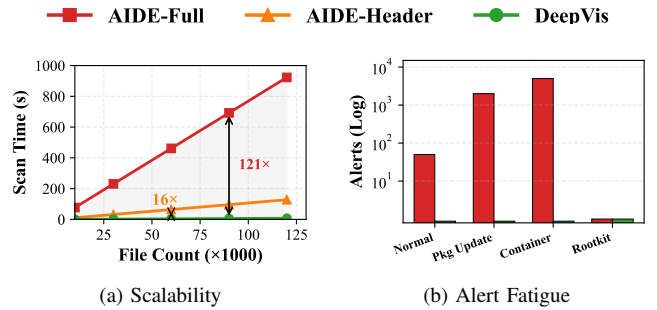 AIDE-Full AIDE-Header DeepVis
Scan Time (s)
1000
800
600
400
200
0
121×
16×
25 50 75 100 125
File Count (×1000)
(a) Scalability
Alerts (Log)
10^4
10^3
10^2
10^1
Normal
Pkg Update
Container
Rootkit
(b) Alert Fatigue